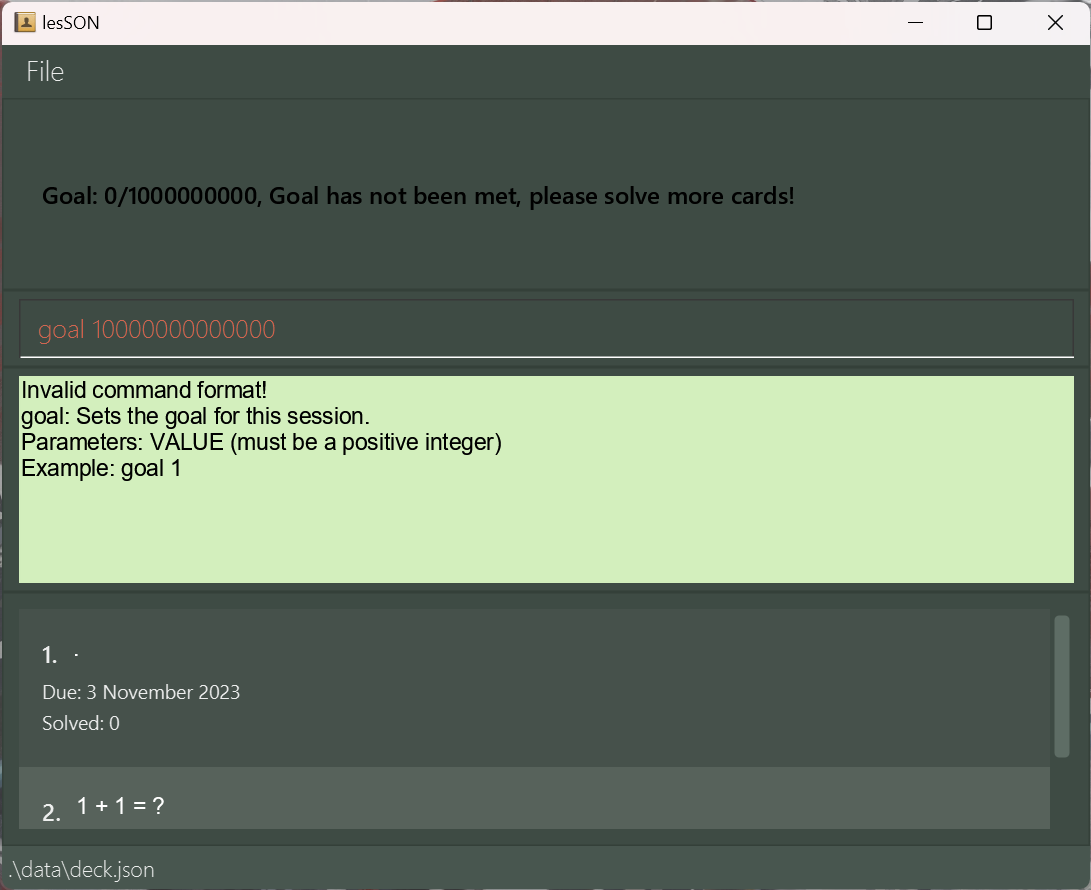 lesSON
File
Goal: 0/1000000000, Goal has not been met, please solve more cards!
goal 10000000000000
Invalid command format!
goal: Sets the goal for this session.
Parameters: VALUE (must be a positive integer)
Example: goal 1
1. .
Due: 3 November 2023
Solved: 0
2. 1 + 1 = ?
.\data\deck.json